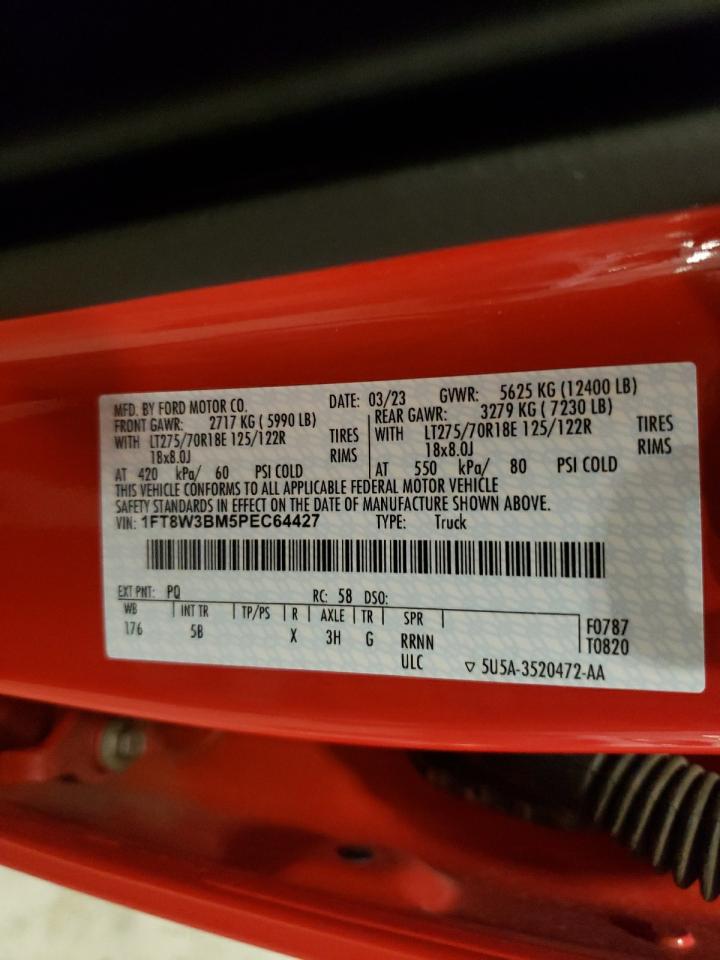 MFD. BY FORD MOTOR CO. DATE: 03/23 GVWR: 5625 KG (12400 LB)
FRONT GAWR: 2717 KG ( 5990 LB) REAR GAWR: 3279 KG ( 7230 LB)
WITH LT275/70R18E 125/122R TIRES WITH LT275/70R18E 125/122R TIRES
18x8.0J RIMS 18x8.0J RIMS
AT 420 kPa/ 60 PSI COLD AT 550 kPa/ 80 PSI COLD
THIS VEHICLE CONFORMS TO ALL APPLICABLE FEDERAL MOTOR VEHICLE
SAFETY STANDARDS IN EFFECT ON THE DATE OF MANUFACTURE SHOWN ABOVE.
VIN: 1FT8W3BM5PEC64427 TYPE: Truck
EXT PNT: PQ RC: 58 DSO:
WB INT TR TP/PS R AXLE TR SPR F0787
176 5B X 3H G RRNN T0820
ULC 5U5A-3520472-AA